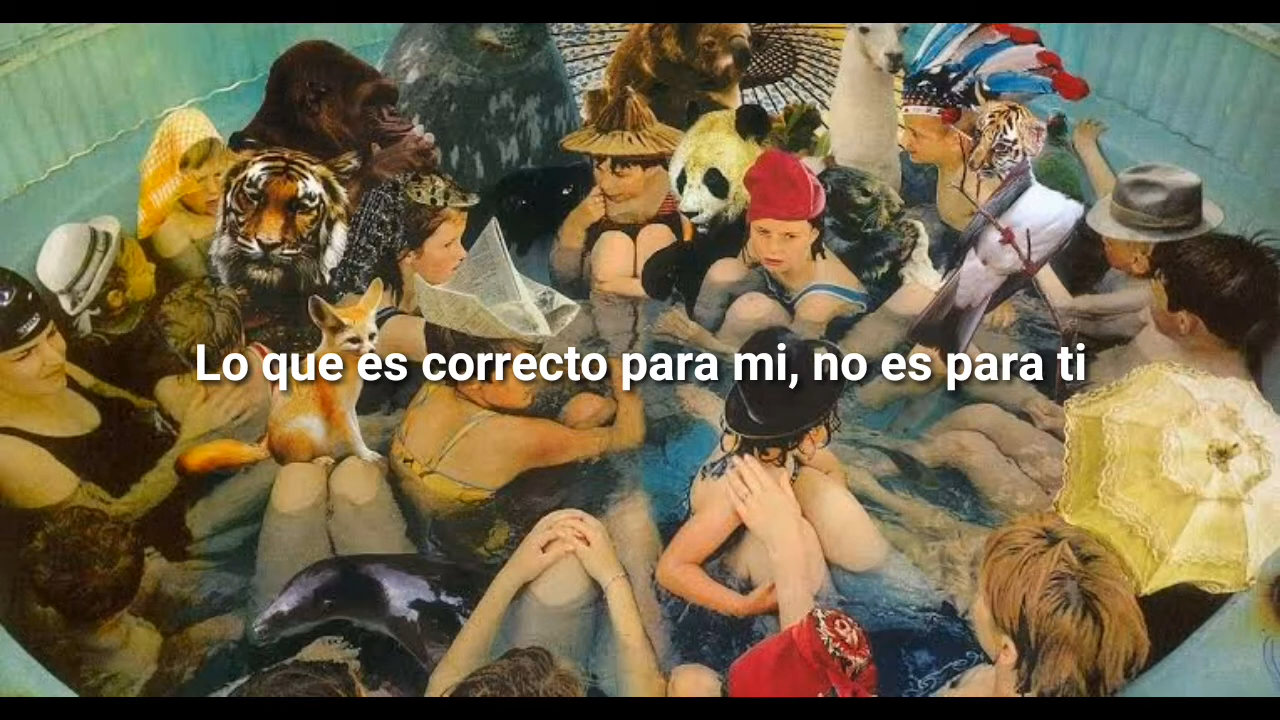 Lo que es correcto para mi, no es para ti